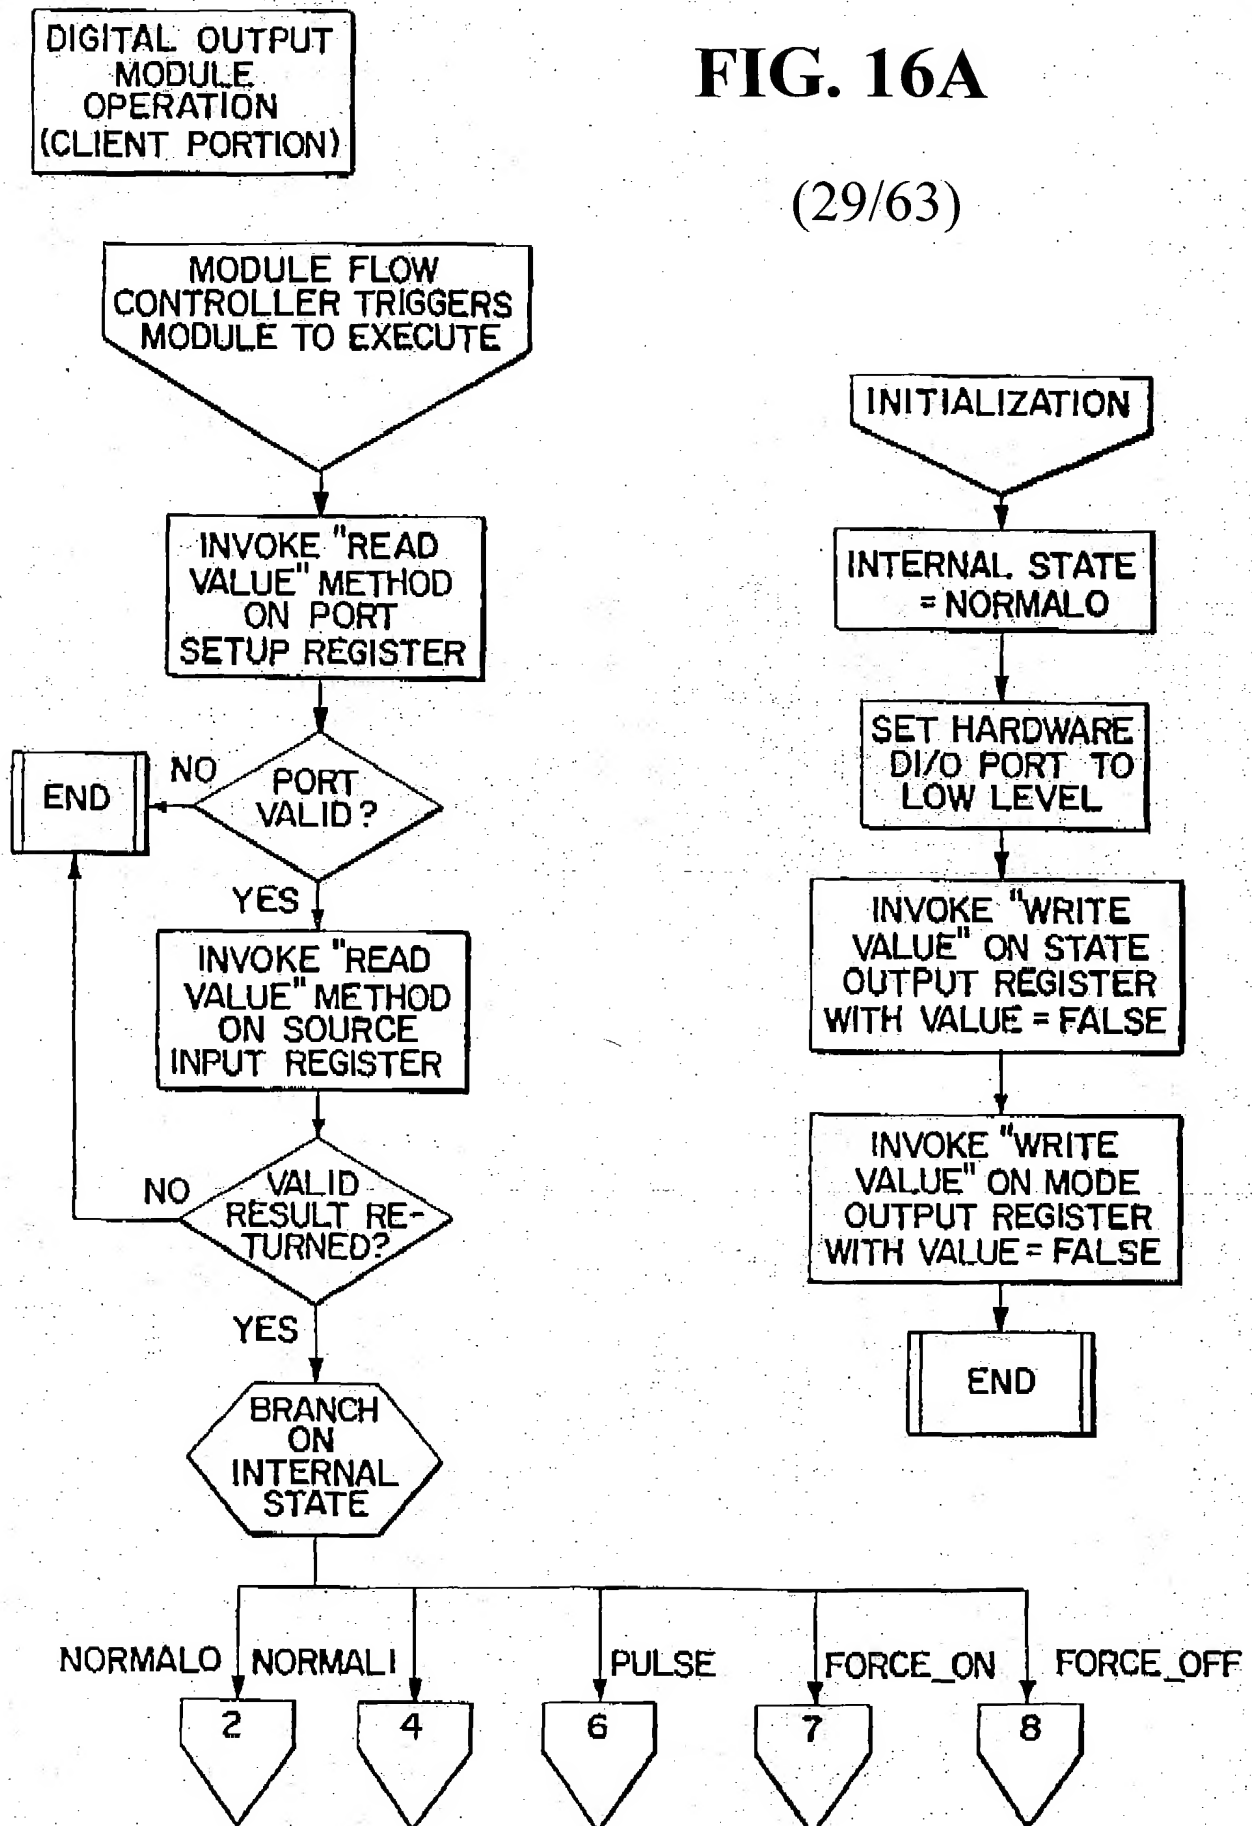 DIGITAL OUTPUT
MODULE
OPERATION
(CLIENT PORTION)
FIG. 16A
(29/63)
MODULE FLOW
CONTROLLER TRIGGERS
MODULE TO EXECUTE
INVOKE "READ
VALUE" METHOD
ON PORT
SETUP REGISTER
PORT
VALID?
NO
END
YES
INVOKE "READ
VALUE" METHOD
ON SOURCE
INPUT REGISTER
VALID
RESULT RE-
TURNED?
NO
YES
BRANCH
ON
INTERNAL
STATE
NORMALO
NORMALI
PULSE
FORCE_ON
FORCE_OFF
2
4
6
7
8
INITIALIZATION
INTERNAL STATE
= NORMALO
SET HARDWARE
DI/O PORT TO
LOW LEVEL
INVOKE "WRITE
VALUE" ON STATE
OUTPUT REGISTER
WITH VALUE = FALSE
INVOKE "WRITE
VALUE" ON MODE
OUTPUT REGISTER
WITH VALUE = FALSE
END